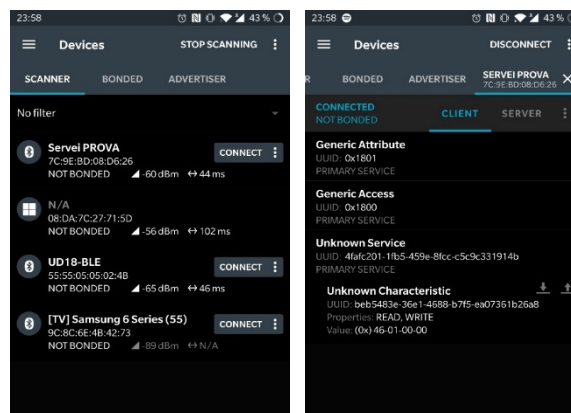 23:58
43 %
Devices
STOP SCANNING
SCANNER
BONDED
ADVERTISER
No filter
Servei PROVA
7C:9E:BD:08:D6:26
CONNECT
NOT BONDED -60 dBm 44 ms
N/A
08:DA:7C:27:71:5D
NOT BONDED -56 dBm 102 ms
UD18-BLE
55:55:05:05:02:4B
CONNECT
NOT BONDED -65 dBm 46 ms
[TV] Samsung 6 Series (55)
9C:8C:6E:4B:42:73
CONNECT
NOT BONDED -89 dBm N/A
23:58
43 %
Devices
DISCONNECT
R
BONDED
ADVERTISER
SERVEI PROVA
7C:9E:BD:08:D6:26
CONNECTED
NOT BONDED
CLIENT
SERVER
Generic Attribute
UUID: 0x1801
PRIMARY SERVICE
Generic Access
UUID: 0x1800
PRIMARY SERVICE
Unknown Service
UUID: 4fafc201-1fb5-459e-8fcc-c5c9c331914b
PRIMARY SERVICE
Unknown Characteristic
UUID: beb5483e-36e1-4688-b7f5-ea07361b26a8
Properties: READ, WRITE
Value: (0x) 46-01-00-00